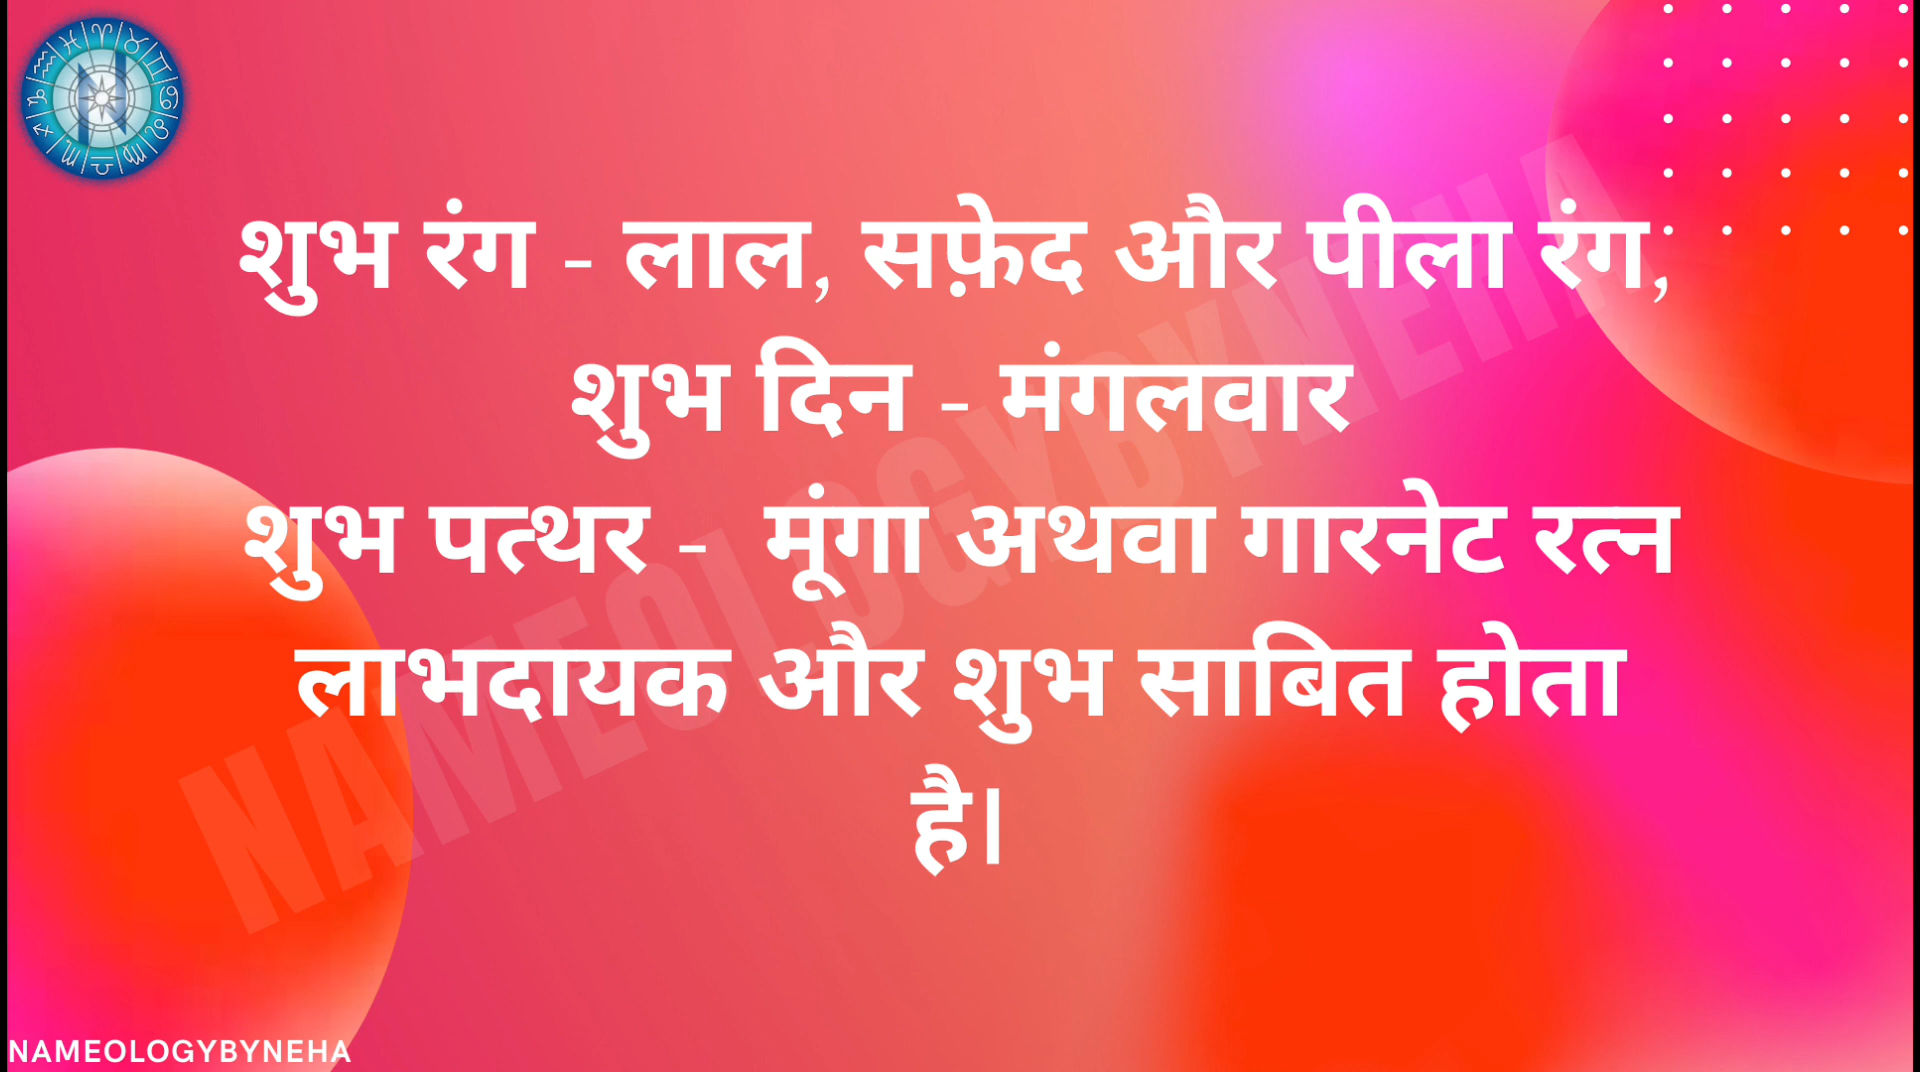 शुभ रंग - लाल, सफ़ेद और पीला रंग,
शुभ दिन - मंगलवार
शुभ पत्थर -  मूंगा अथवा गारनेट रत्न
लाभदायक और शुभ साबित होता
है।
NAMEOLOGYBYNEHA
NAMEOLOGYBYNEHA